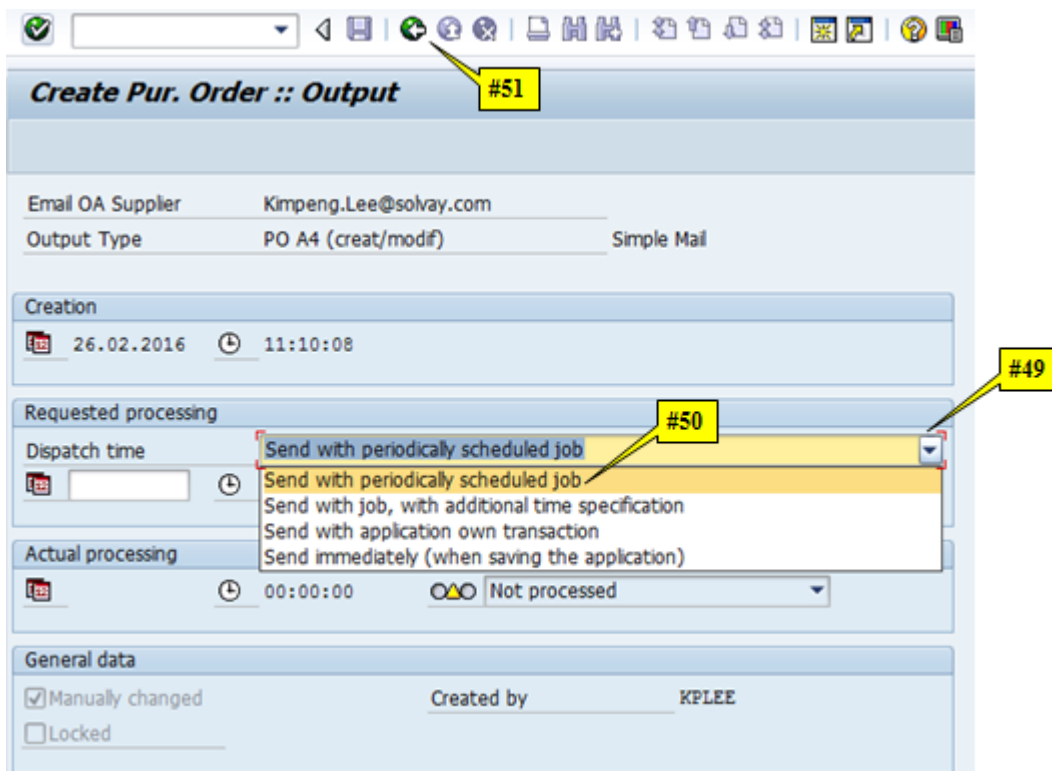 #51
Create Pur. Order :: Output
Email OA Supplier Kimpeng.Lee@solvay.com
Output Type PO A4 (creat/modif) Simple Mail
Creation
26.02.2016 11:10:08
#49
Requested processing
#50
Dispatch time Send with periodically scheduled job
Send with periodically scheduled job
Send with job, with additional time specification
Send with application own transaction
Send immediately (when saving the application)
Actual processing
00:00:00 Not processed
General data
Manually changed Created by KPLEE
Locked